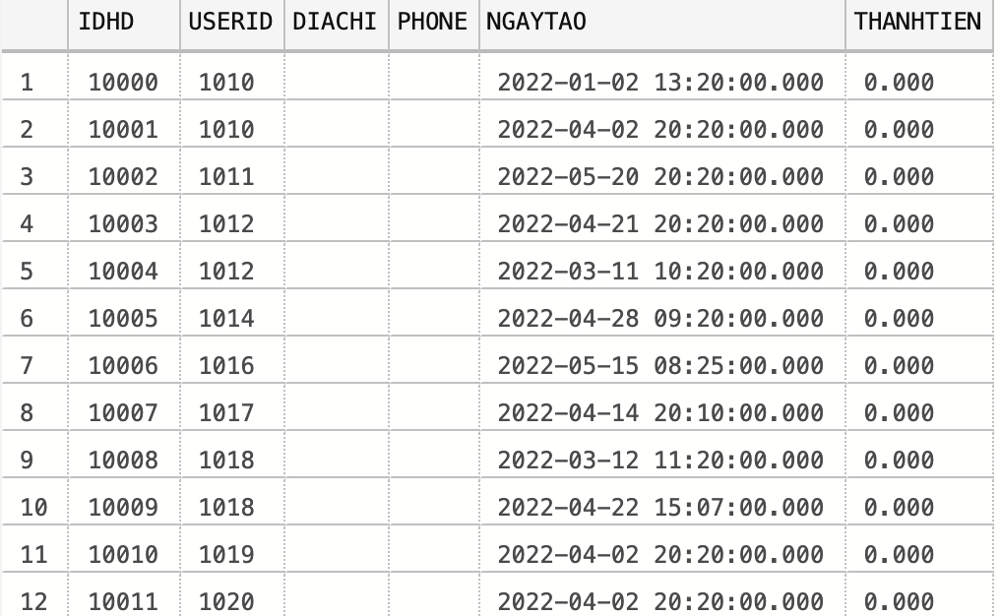 IDHD USERID DIACHI PHONE NGAYTAO THANHTIEN
1 10000 1010 2022-01-02 13:20:00.000 0.000
2 10001 1010 2022-04-02 20:20:00.000 0.000
3 10002 1011 2022-05-20 20:20:00.000 0.000
4 10003 1012 2022-04-21 20:20:00.000 0.000
5 10004 1012 2022-03-11 10:20:00.000 0.000
6 10005 1014 2022-04-28 09:20:00.000 0.000
7 10006 1016 2022-05-15 08:25:00.000 0.000
8 10007 1017 2022-04-14 20:10:00.000 0.000
9 10008 1018 2022-03-12 11:20:00.000 0.000
10 10009 1018 2022-04-22 15:07:00.000 0.000
11 10010 1019 2022-04-02 20:20:00.000 0.000
12 10011 1020 2022-04-02 20:20:00.000 0.000